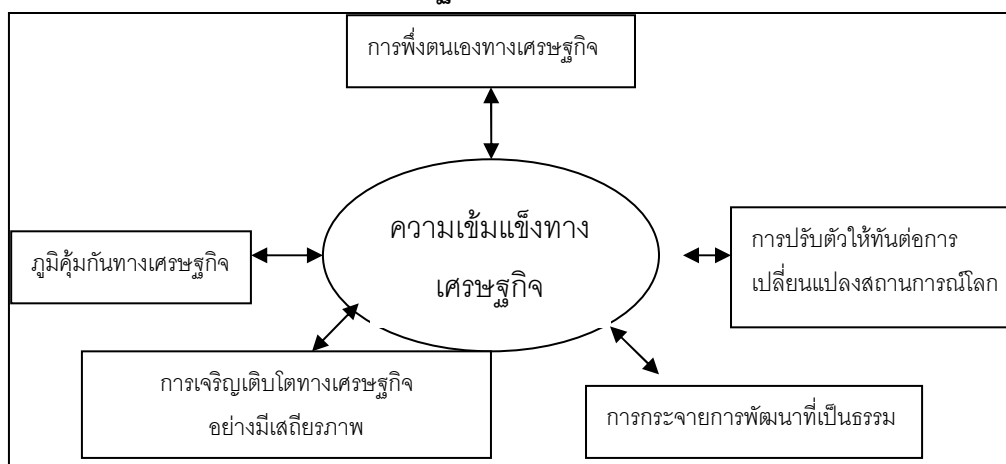 การพึ่งตนเองทางเศรษฐกิจ
ความเข้มแข็งทาง
เศรษฐกิจ
ภูมิคุ้มกันทางเศรษฐกิจ
การปรับตัวให้ทันต่อการ
เปลี่ยนแปลงสถานการณ์โลก
การเจริญเติบโตทางเศรษฐกิจ
อย่างมีเสถียรภาพ
การกระจายการพัฒนาที่เป็นธรรม